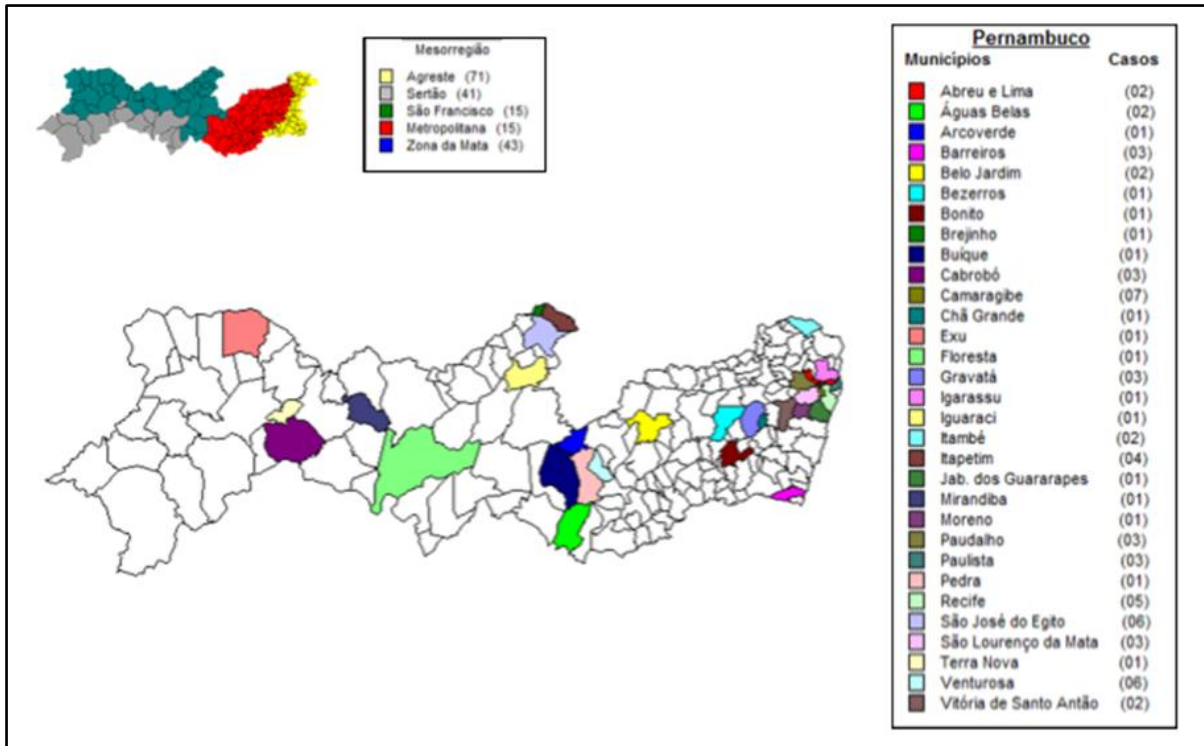 Mesorregião
Agreste (71)
Sertão (41)
São Francisco (15)
Metropolitana (15)
Zona da Mata (43)
Pernambuco
Municípios Casos
Abreu e Lima (02)
Águas Belas (02)
Arcoverde (01)
Barreiros (03)
Belo Jardim (02)
Bezerros (01)
Bonito (01)
Brejinho (01)
Buíque (01)
Cabrobó (03)
Camaragibe (07)
Chã Grande (01)
Exu (01)
Floresta (01)
Gravatá (03)
Igarassu (01)
Iguaraci (01)
Itambé (02)
Itapetim (04)
Jab. dos Guararapes (01)
Mirandiba (01)
Moreno (01)
Paudalho (03)
Paulista (03)
Pedra (01)
Recife (05)
São José do Egito (06)
São Lourenço da Mata (03)
Terra Nova (01)
Venturosa (06)
Vitória de Santo Antão (02)